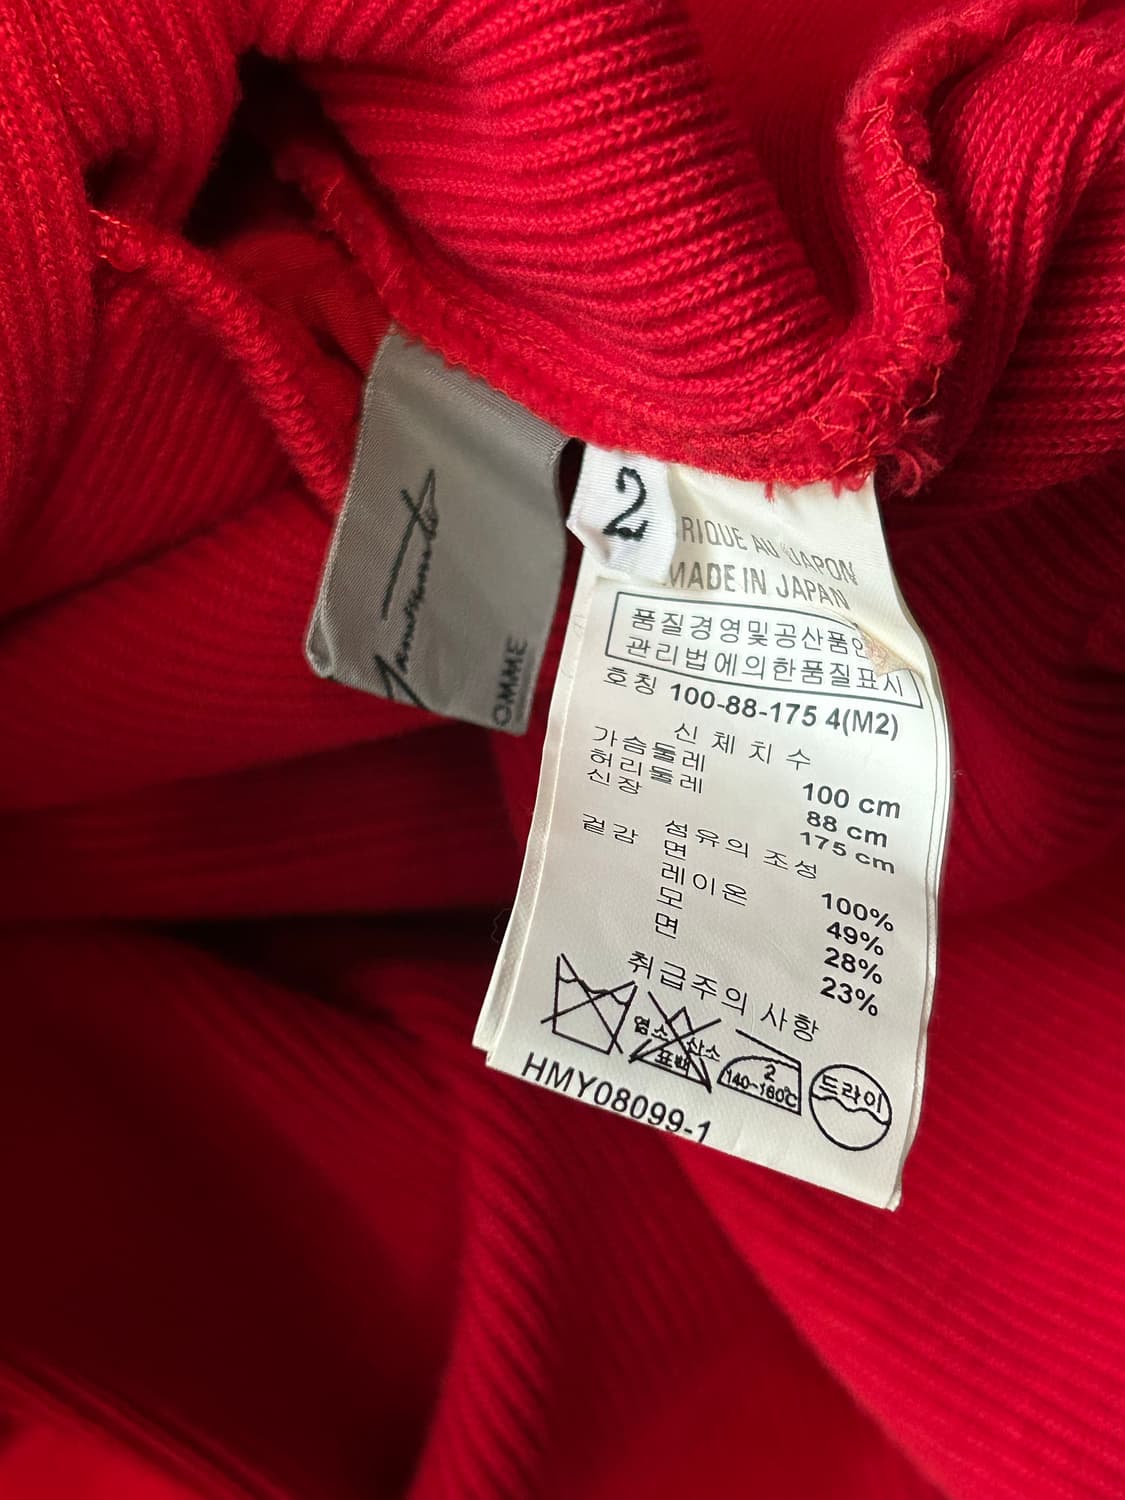 Yamamoto
OMME
2
RIQUE AU JAPON
MADE IN JAPAN
품질경영및공산품안
관리법에의한품질표시
호칭 100-88-175 4(M2)
신체치수
가슴둘레 100 cm
허리둘레 88 cm
신장 175 cm
섬유의 조성
겉감 면 100%
레이온 49%
모 28%
면 23%
취급주의 사항
염소 산소
표백
2
140~160℃
드라이
HMY08099-1